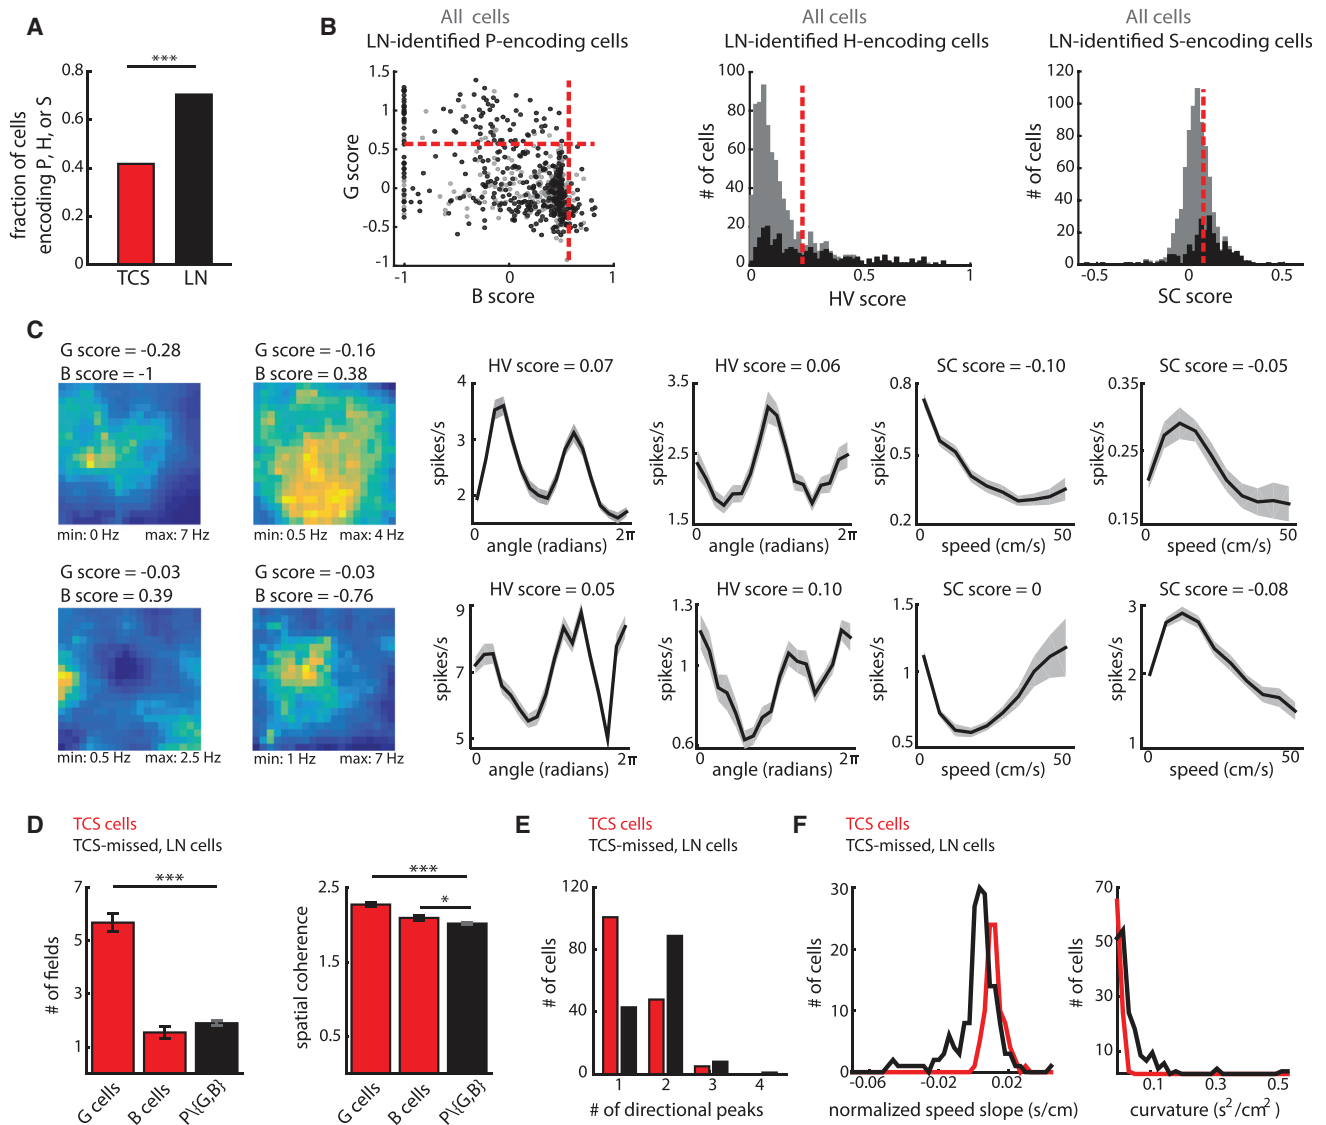 A
***
0.8
0.6
0.4
0.2
0
fraction of cells
encoding P, H, or S
TCS
LN
B
All cells
LN-identified P-encoding cells
1.5
1
0.5
0
-0.5
-1
G score
-1
0
1
B score
All cells
LN-identified H-encoding cells
100
80
60
40
20
0
# of cells
0
0.5
1
HV score
All cells
LN-identified S-encoding cells
120
100
80
60
40
20
0
# of cells
-0.5
0
0.5
SC score
C
G score = -0.28
B score = -1
min: 0 Hz max: 7 Hz
G score = -0.16
B score = 0.38
min: 0.5 Hz max: 4 Hz
HV score = 0.07
4
3
2
spikes/s
0
2π
angle (radians)
HV score = 0.06
3.5
2.5
1.5
spikes/s
0
2π
angle (radians)
SC score = -0.10
0.8
0.5
0.2
spikes/s
0
50
speed (cm/s)
SC score = -0.05
0.35
0.25
0.15
spikes/s
0
50
speed (cm/s)
G score = -0.03
B score = 0.39
min: 0.5 Hz max: 2.5 Hz
G score = -0.03
B score = -0.76
min: 1 Hz max: 7 Hz
HV score = 0.05
9
7
5
spikes/s
0
2π
angle (radians)
HV score = 0.10
1.3
1
0.6
spikes/s
0
2π
angle (radians)
SC score = 0
1.5
1
0.5
spikes/s
0
50
speed (cm/s)
SC score = -0.08
3
2
1
spikes/s
0
50
speed (cm/s)
D
TCS cells
TCS-missed, LN cells
***
7
5
3
1
# of fields
G cells
B cells
P\{G,B}
***
*
2.5
1.5
0.5
spatial coherence
G cells
B cells
P\{G,B}
E
TCS cells
TCS-missed, LN cells
120
80
40
0
# of cells
1
2
3
4
# of directional peaks
F
TCS cells
TCS-missed, LN cells
30
20
10
0
# of cells
-0.06
-0.02
0.02
normalized speed slope (s/cm)
70
50
30
10
# of cells
0.1
0.3
0.5
curvature (s²/cm²)